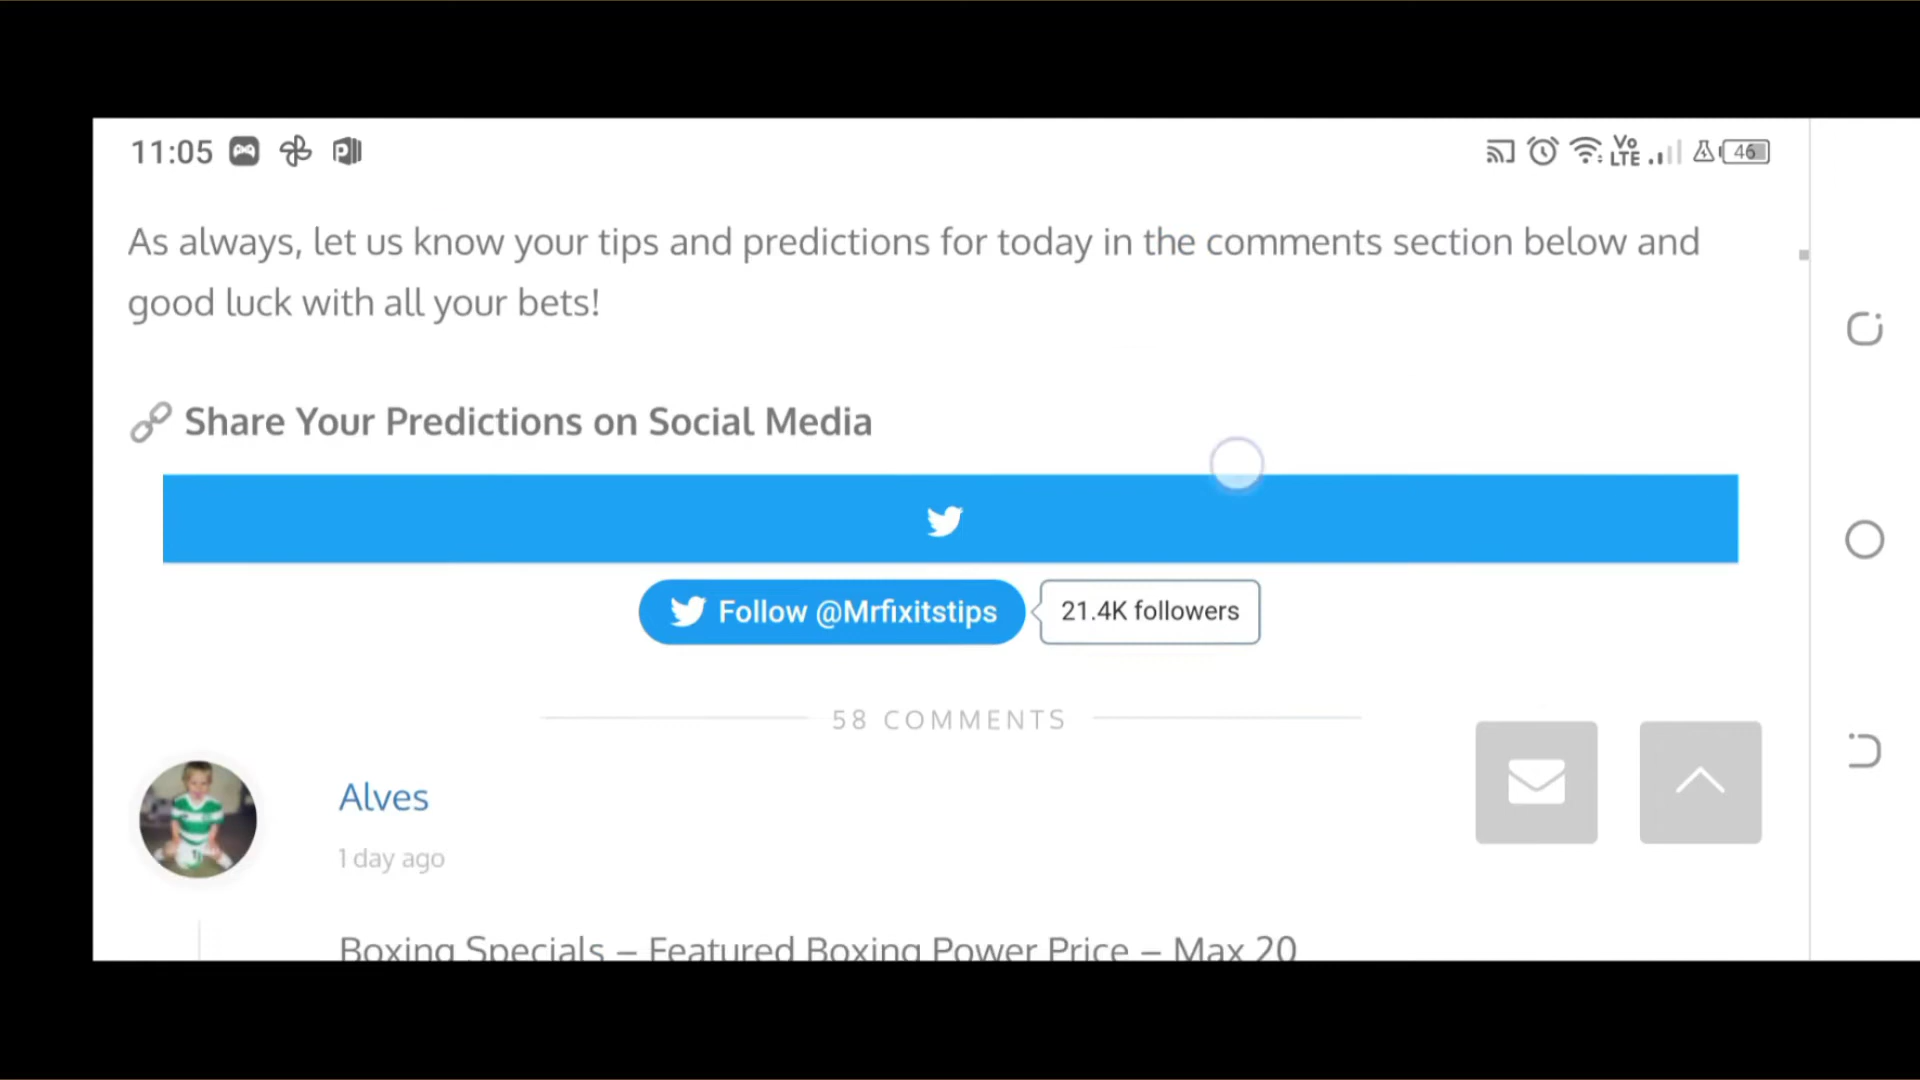 11:05
Vo
LTE
46
As always, let us know your tips and predictions for today in the comments section below and
good luck with all your bets!
Share Your Predictions on Social Media
Follow @Mrfixitstips
21.4K followers
58 COMMENTS
Alves
1 day ago
Boxing Specials – Featured Boxing Power Price – Max 20